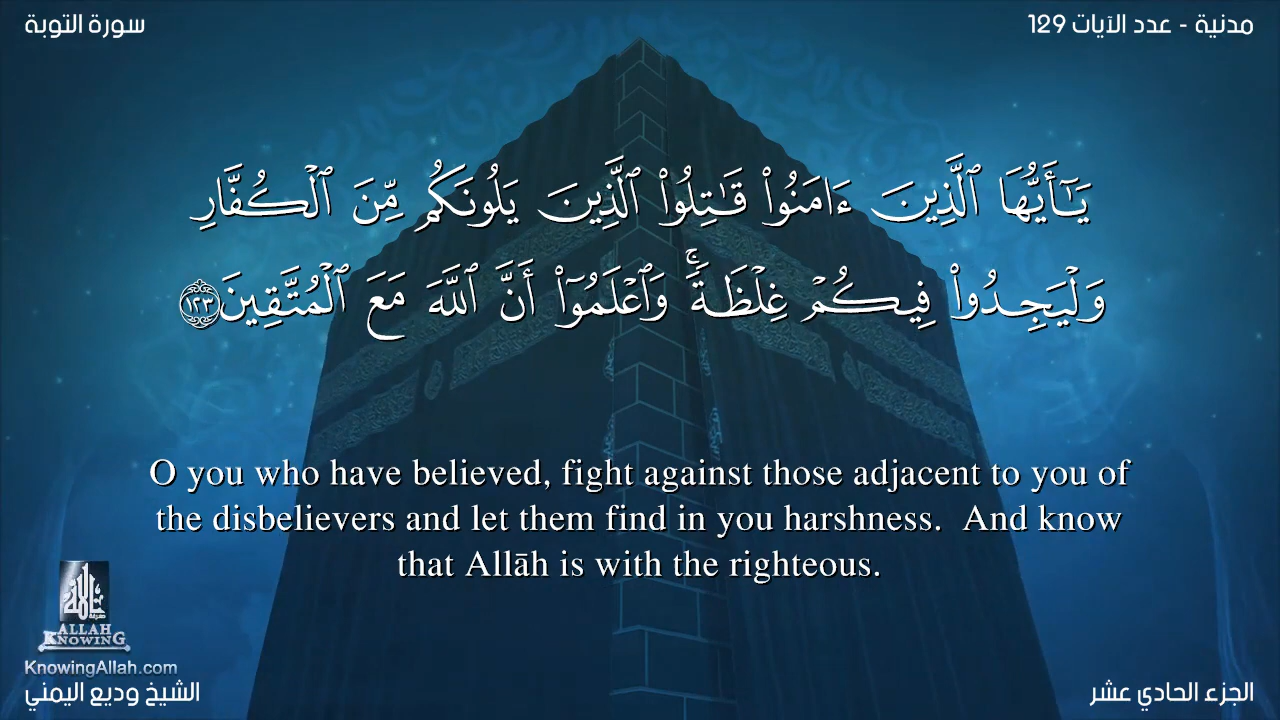 مدنية - عدد الآيات 129
سورة التوبة
يَـٰٓأَيُّهَا ٱلَّذِينَ ءَامَنُوا۟ قَـٰتِلُوا۟ ٱلَّذِينَ يَلُونَكُم مِّنَ ٱلْكُفَّارِ
وَلْيَجِدُوا۟ فِيكُمْ غِلْظَةً ۚ وَٱعْلَمُوٓا۟ أَنَّ ٱللَّهَ مَعَ ٱلْمُتَّقِينَ ١٢٣
O you who have believed, fight against those adjacent to you of
the disbelievers and let them find in you harshness.  And know
that Allāh is with the righteous.
ALLAH
KNOWING
KnowingAllah.com
الجزء الحادي عشر
الشيخ وديع اليمني